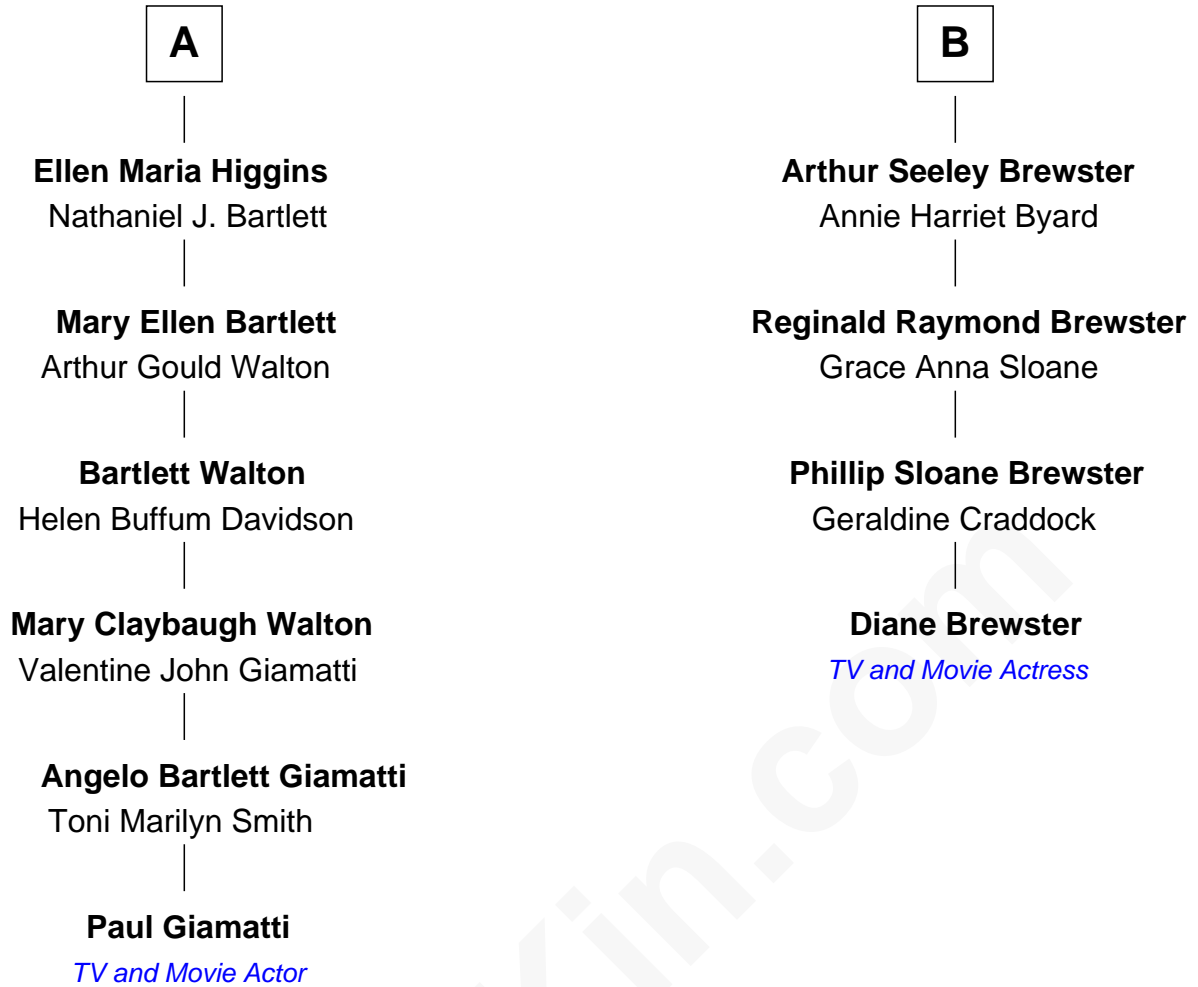 A
Ellen Maria Higgins
Nathaniel J. Bartlett
Mary Ellen Bartlett
Arthur Gould Walton
Bartlett Walton
Helen Buffum Davidson
Mary Claybaugh Walton
Valentine John Giamatti
Angelo Bartlett Giamatti
Toni Marilyn Smith
Paul Giamatti
TV and Movie Actor
B
Arthur Seeley Brewster
Annie Harriet Byard
Reginald Raymond Brewster
Grace Anna Sloane
Phillip Sloane Brewster
Geraldine Craddock
Diane Brewster
TV and Movie Actress
Kin.com